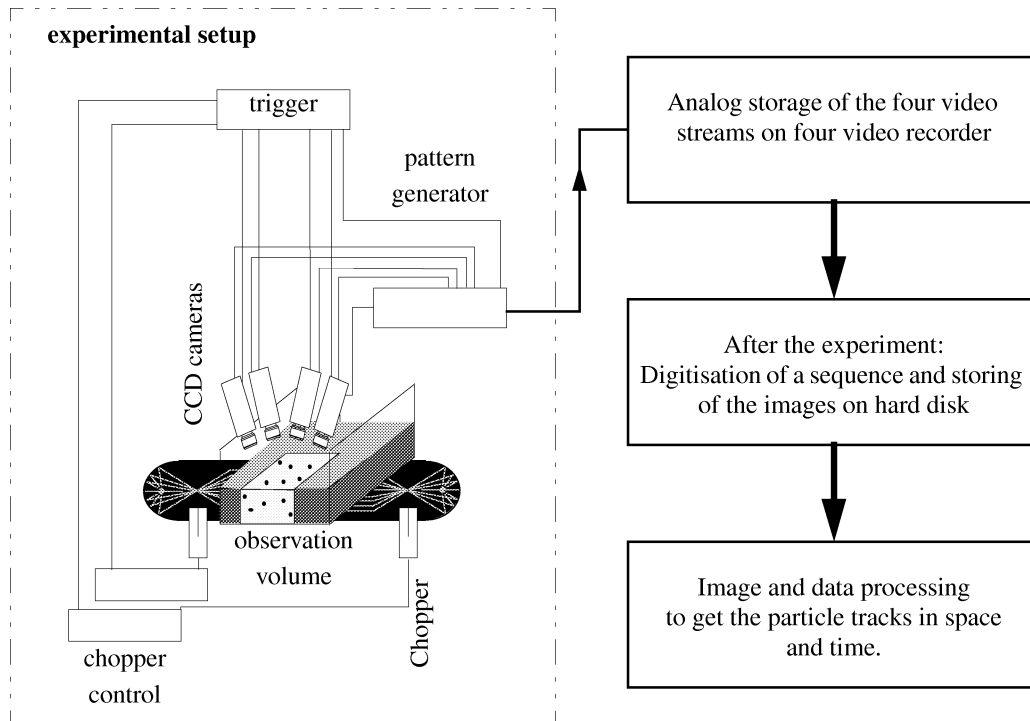 experimental setup
trigger
pattern
generator
CCD cameras
observation
volume
Chopper
chopper
control
Analog storage of the four video
streams on four video recorder
After the experiment:
Digitisation of a sequence and storing
of the images on hard disk
Image and data processing
to get the particle tracks in space
and time.